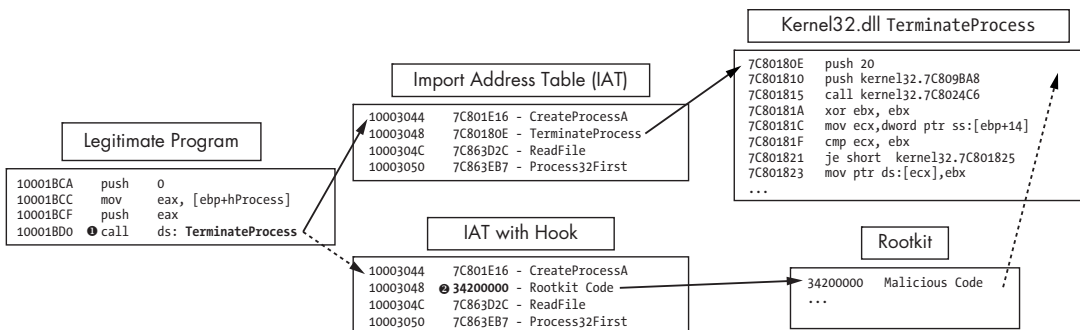 Kernel32.dll TerminateProcess
7C80180E push 20
7C801810 push kernel32.7C809BA8
7C801815 call kernel32.7C8024C6
7C80181A xor ebx, ebx
7C80181C mov ecx,dword ptr ss:[ebp+14]
7C80181F cmp ecx, ebx
7C801821 je short kernel32.7C801825
7C801823 mov ptr ds:[ecx],ebx
...
Import Address Table (IAT)
10003044 7C801E16 - CreateProcessA
10003048 7C80180E - TerminateProcess
1000304C 7C863D2C - ReadFile
10003050 7C863EB7 - Process32First
Legitimate Program
10001BCA push 0
10001BCC mov eax, [ebp+hProcess]
10001BCF push eax
10001BD0 ❶ call ds: TerminateProcess
IAT with Hook
10003044 7C801E16 - CreateProcessA
10003048 ❷ 34200000 - Rootkit Code
1000304C 7C863D2C - ReadFile
10003050 7C863EB7 - Process32First
Rootkit
34200000 Malicious Code
...